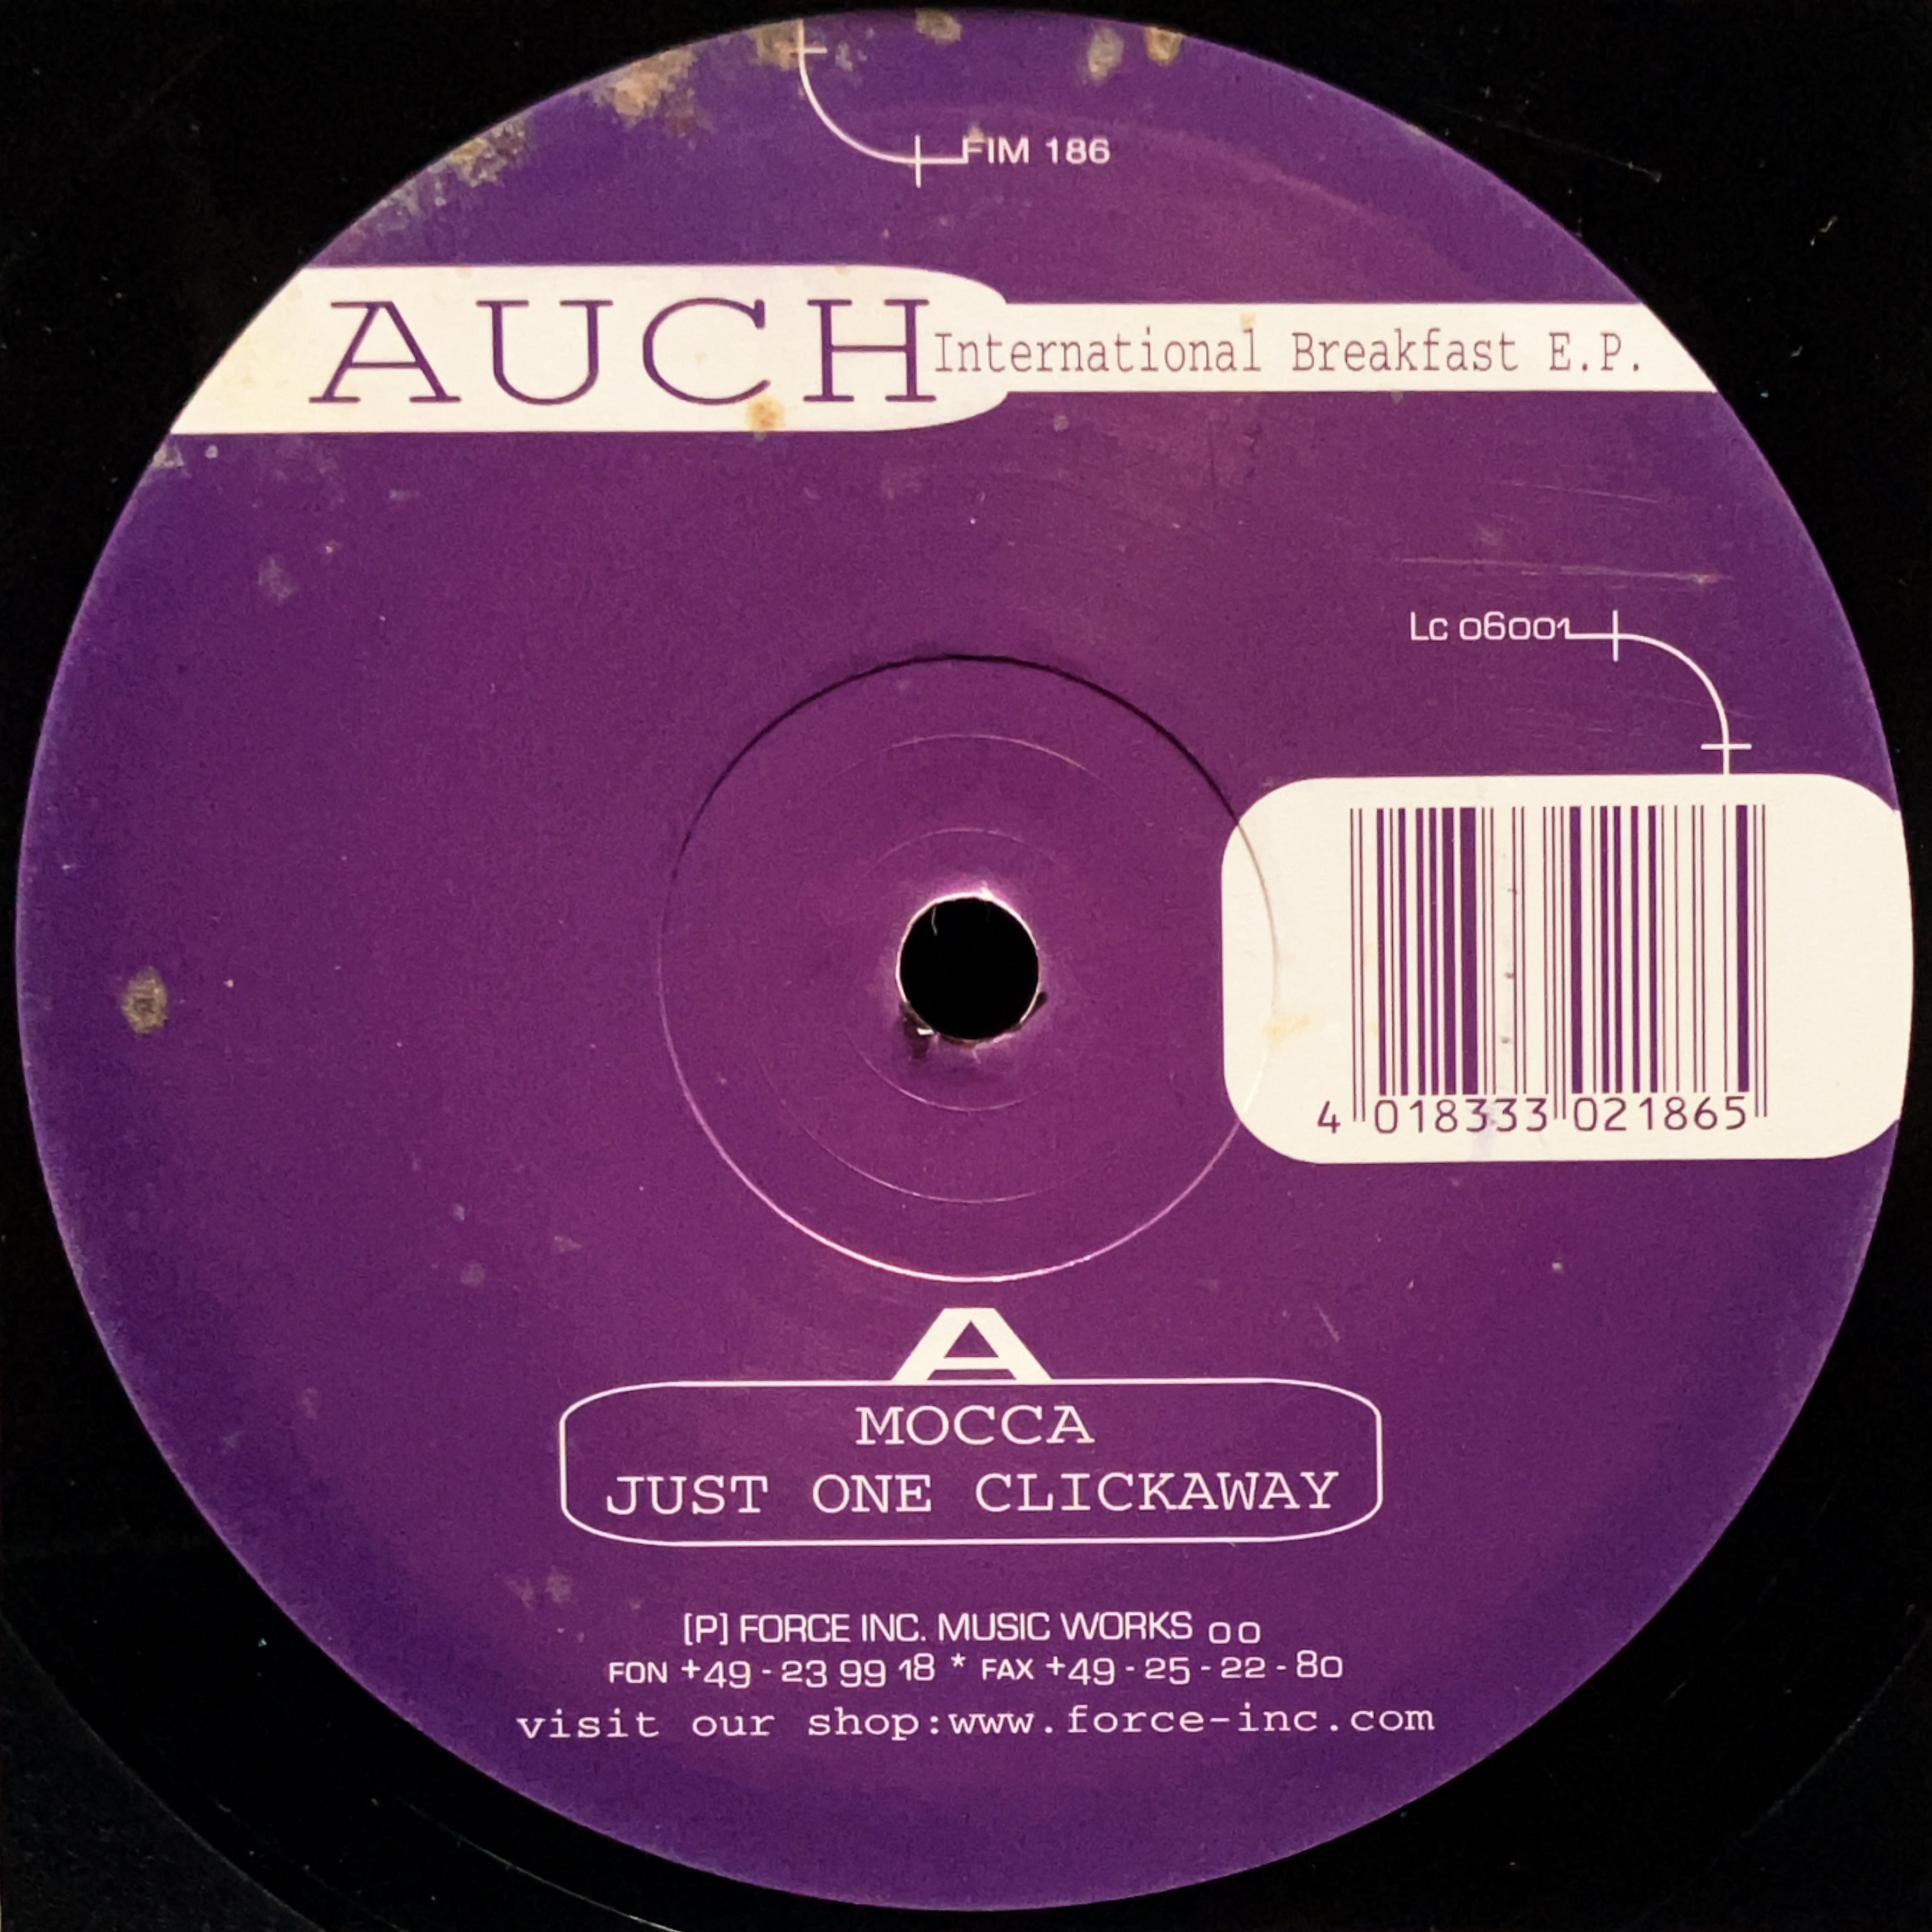 FIM 186
AUCH International Breakfast E.P.
Lc 06001
4 018333 021865
A
MOCCA
JUST ONE CLICKAWAY
[P] FORCE INC. MUSIC WORKS 00
FON +49 - 23 99 18 * FAX +49 - 25 - 22 - 80
visit our shop:www.force-inc.com